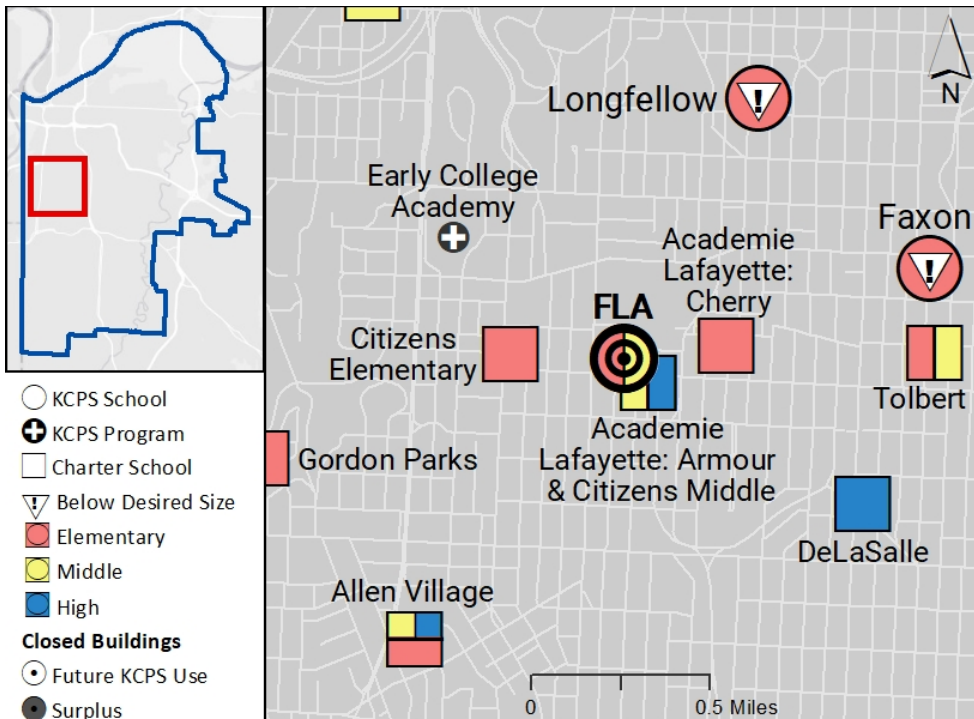 N
Longfellow
Early College
Academy
Faxon
Academie
Lafayette:
Cherry
FLA
Citizens
Elementary
Tolbert
Academie
Lafayette: Armour
& Citizens Middle
Gordon Parks
DeLaSalle
Allen Village
0
0.5 Miles
KCPS School
KCPS Program
Charter School
Below Desired Size
Elementary
Middle
High
Closed Buildings
Future KCPS Use
Surplus